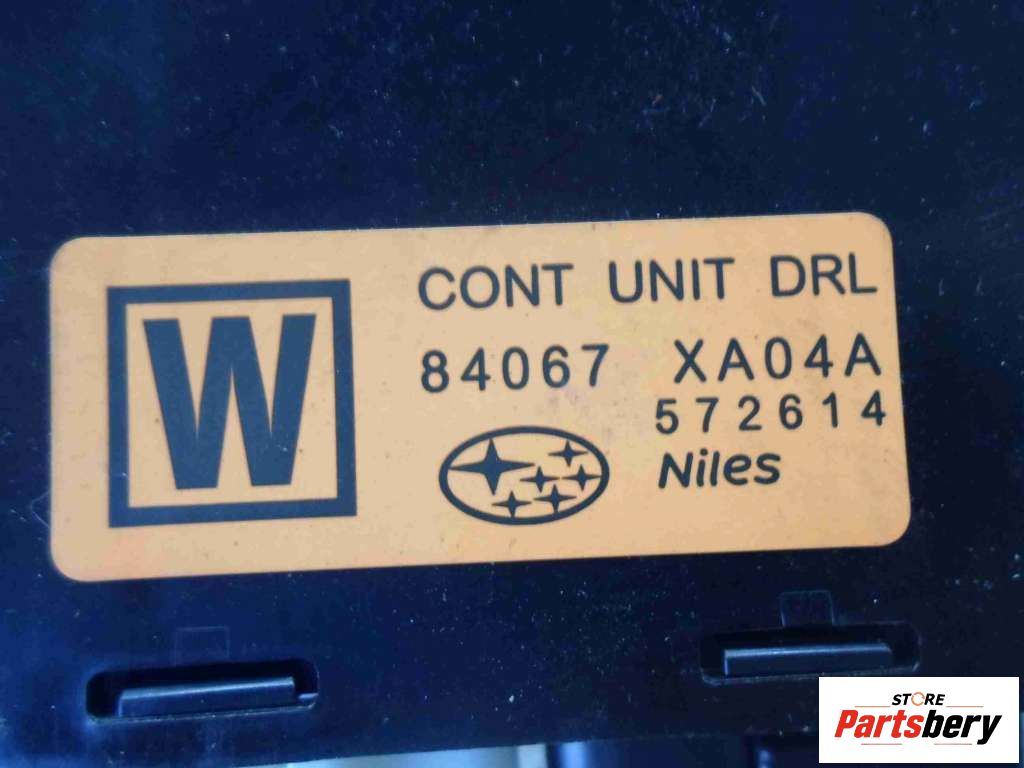 W
CONT UNIT DRL
84067 XA04A
572614
Niles
STORE
Partsbery